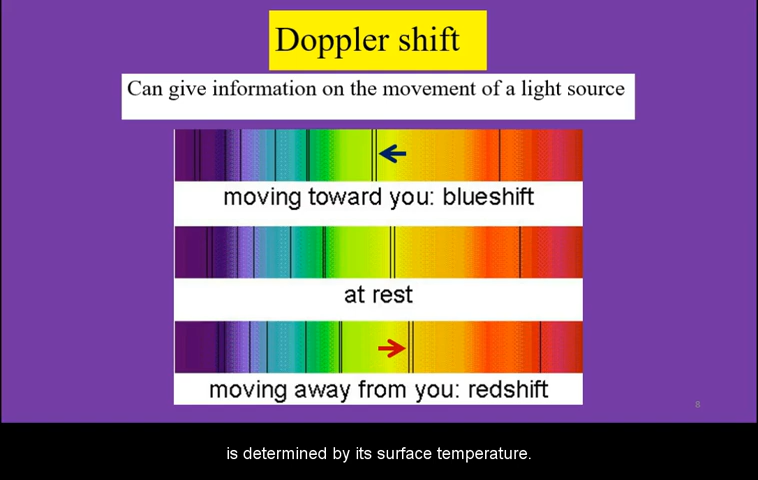 Doppler shift
Can give information on the movement of a light source
moving toward you: blueshift
at rest
moving away from you: redshift
8
is determined by its surface temperature.